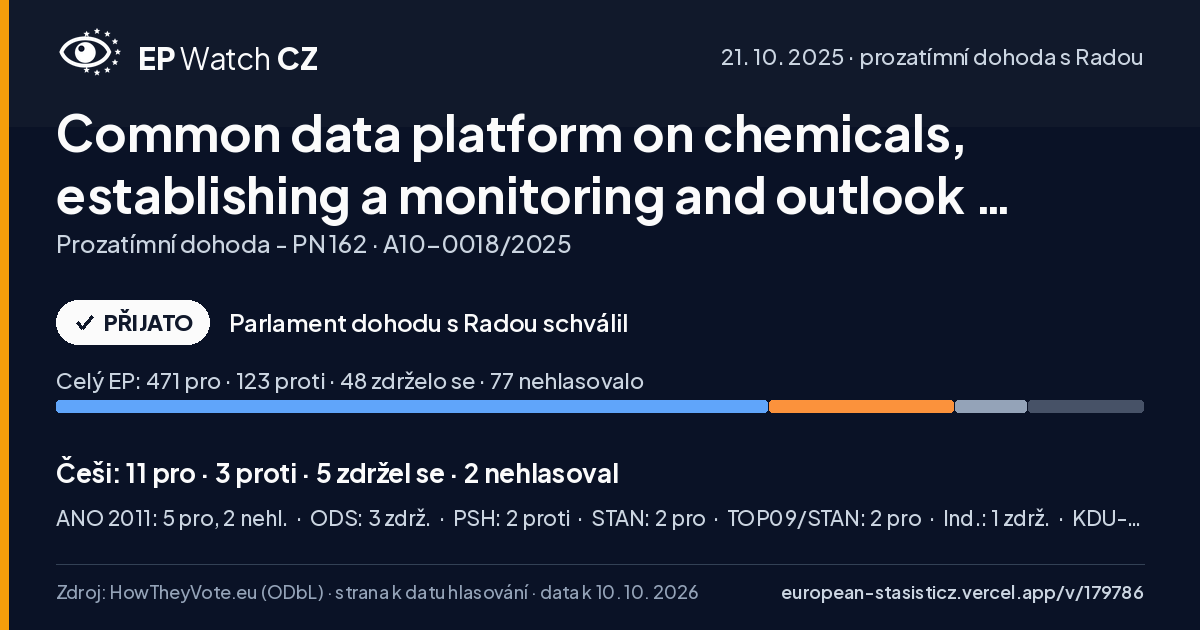 EP Watch CZ
21. 10. 2025 · prozatímní dohoda s Radou
Common data platform on chemicals,
establishing a monitoring and outlook …
Prozatímní dohoda – PN 162 · A10–0018/2025
✓ PŘIJATO
Parlament dohodu s Radou schválil
Celý EP: 471 pro · 123 proti · 48 zdrželo se · 77 nehlasovalo
Češi: 11 pro · 3 proti · 5 zdržel se · 2 nehlasoval
ANO 2011: 5 pro, 2 nehl. · ODS: 3 zdrž. · PSH: 2 proti · STAN: 2 pro · TOP09/STAN: 2 pro · Ind.: 1 zdrž. · KDU-…
Zdroj: HowTheyVote.eu (ODbL) · strana k datu hlasování · data k 10. 10. 2026
european-stasisticz.vercel.app/v/179786